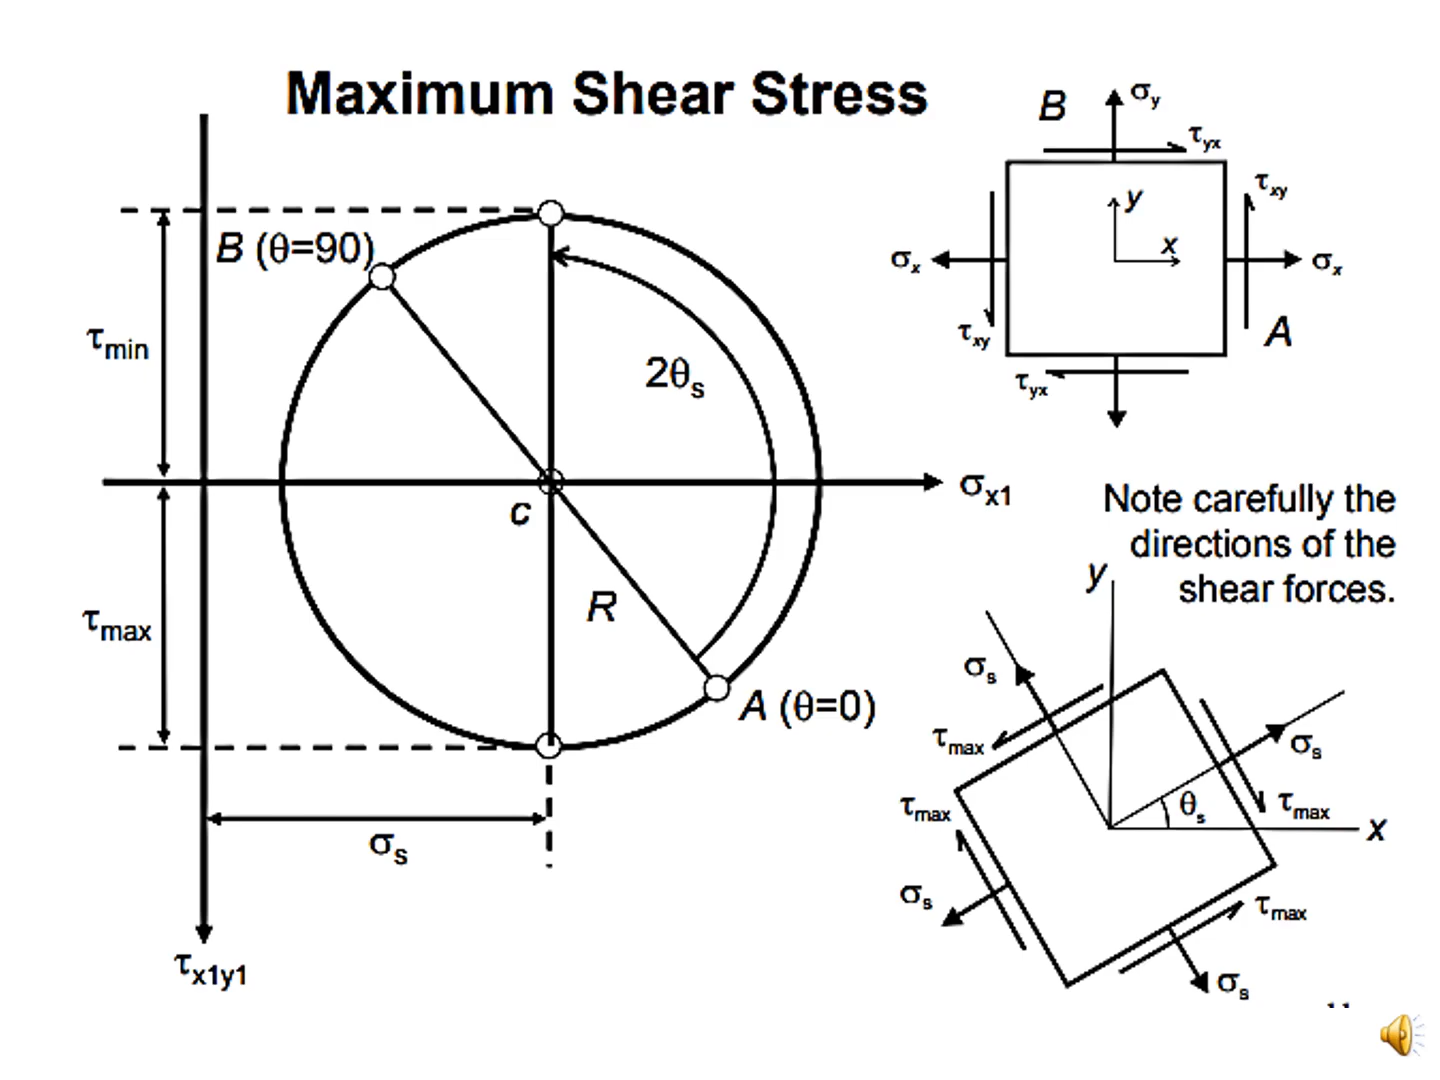 Maximum Shear Stress
B (θ=90)
τmin
2θs
c
σx1
R
τmax
A (θ=0)
σs
τx1y1
B
σy
τyx
τxy
y
x
σx
σx
τxy
A
τyx
Note carefully the
directions of the
shear forces.
y
σs
τmax
σs
τmax
θs
τmax
x
σs
τmax
σs